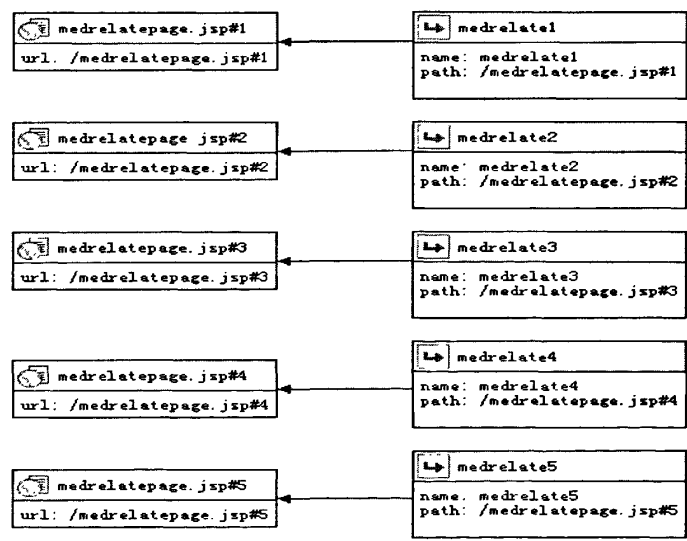 medrelatepage.jsp#1
url. /medrelatepage.jsp#1
medrelate1
name: medrelate1
path: /medrelatepage.jsp#1
medrelatepage jsp#2
url: /medrelatepage.jsp#2
medrelate2
name: medrelate2
path: /medrelatepage.jsp#2
medrelatepage.jsp#3
url: /medrelatepage.jsp#3
medrelate3
name: medrelate3
path: /medrelatepage.jsp#3
medrelatepage.jsp#4
url: /medrelatepage.jsp#4
medrelate4
name: medrelate4
path: /medrelatepage.jsp#4
medrelatepage.jsp#5
url: /medrelatepage.jsp#5
medrelate5
name. medrelate5
path: /medrelatepage.jsp#5